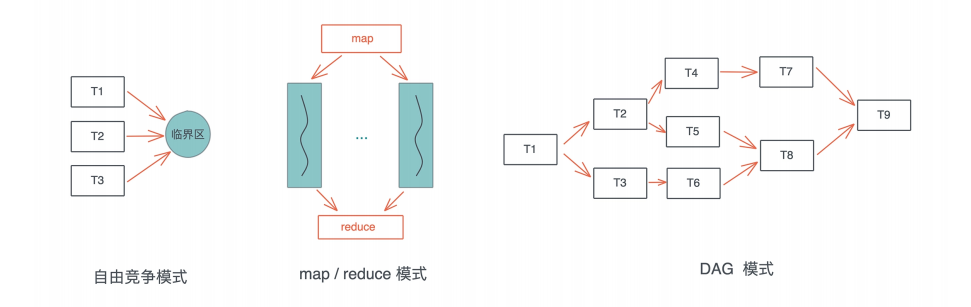 T1
T2
T3
临界区
自由竞争模式
map
...
reduce
map / reduce 模式
T1
T2
T3
T4
T5
T6
T7
T8
T9
DAG 模式